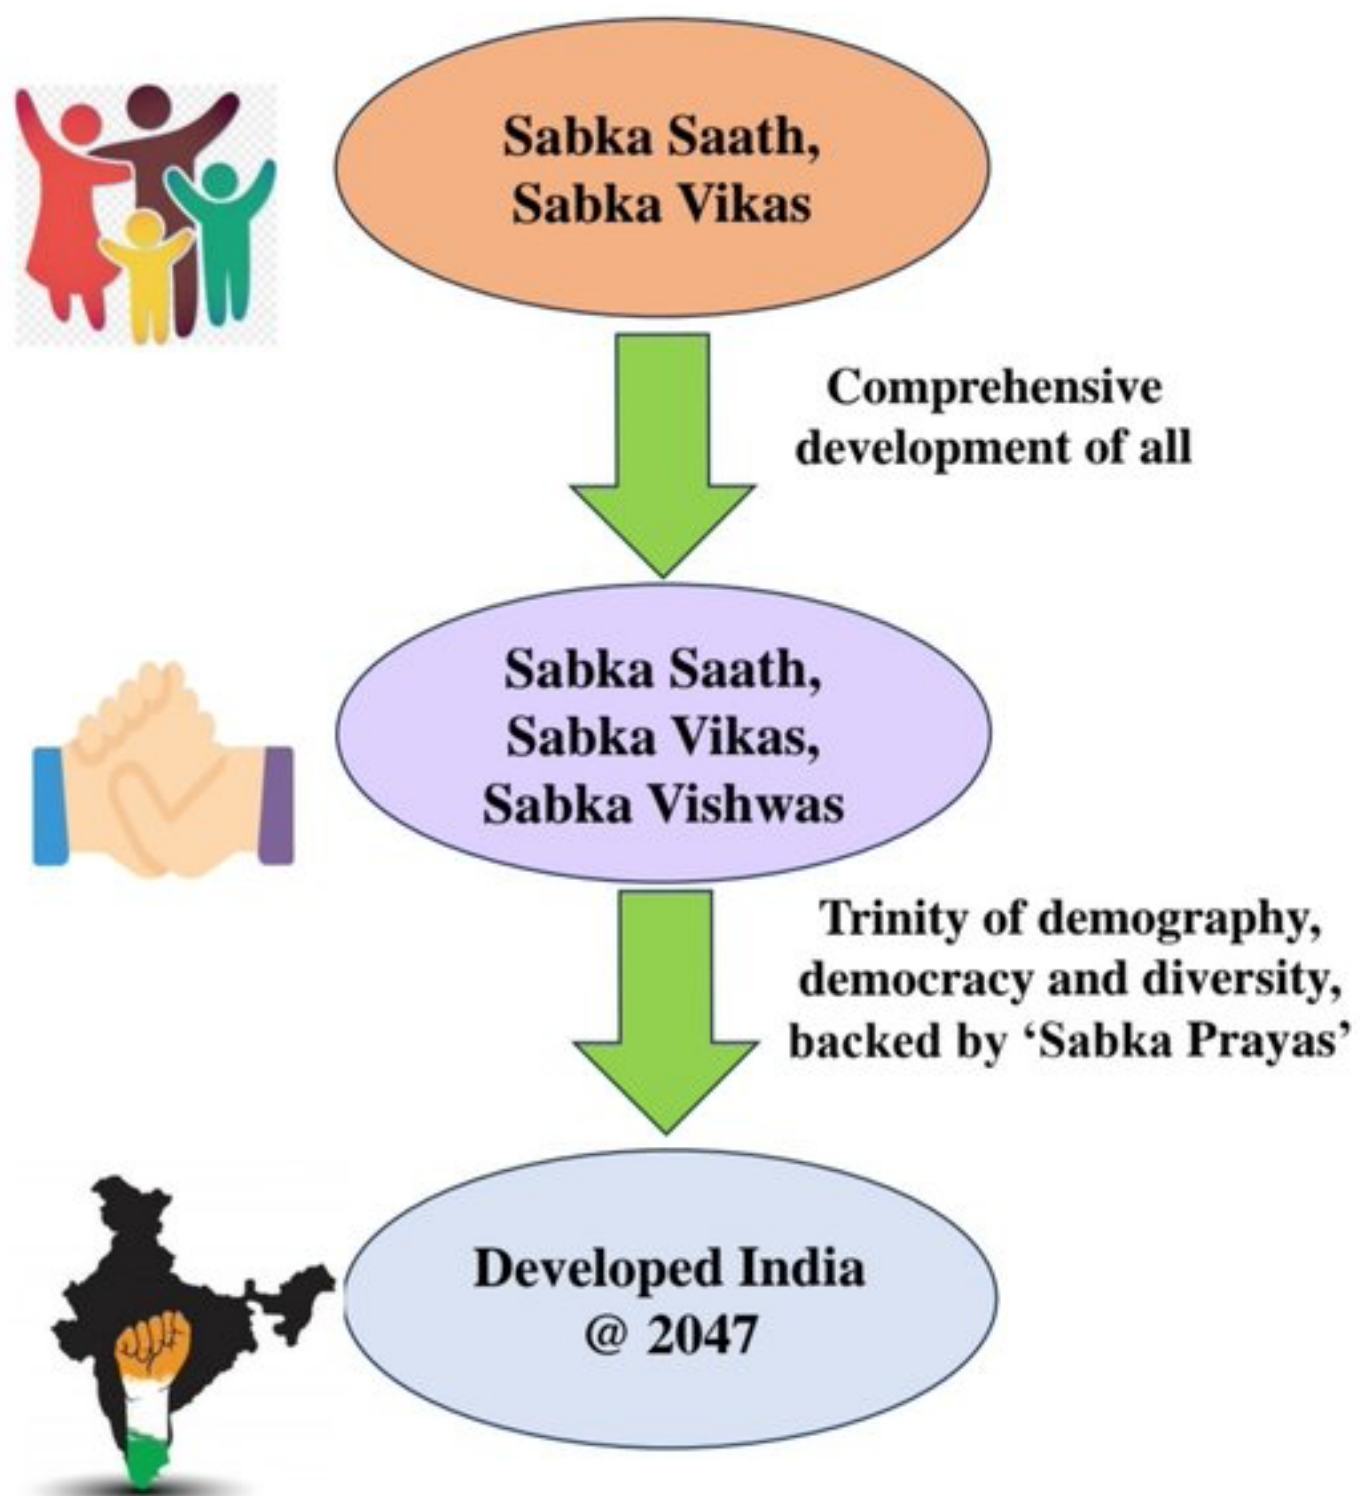 Sabka Saath,
Sabka Vikas
Comprehensive
development of all
Sabka Saath,
Sabka Vikas,
Sabka Vishwas
Trinity of demography,
democracy and diversity,
backed by ‘Sabka Prayas’
Developed India
@ 2047